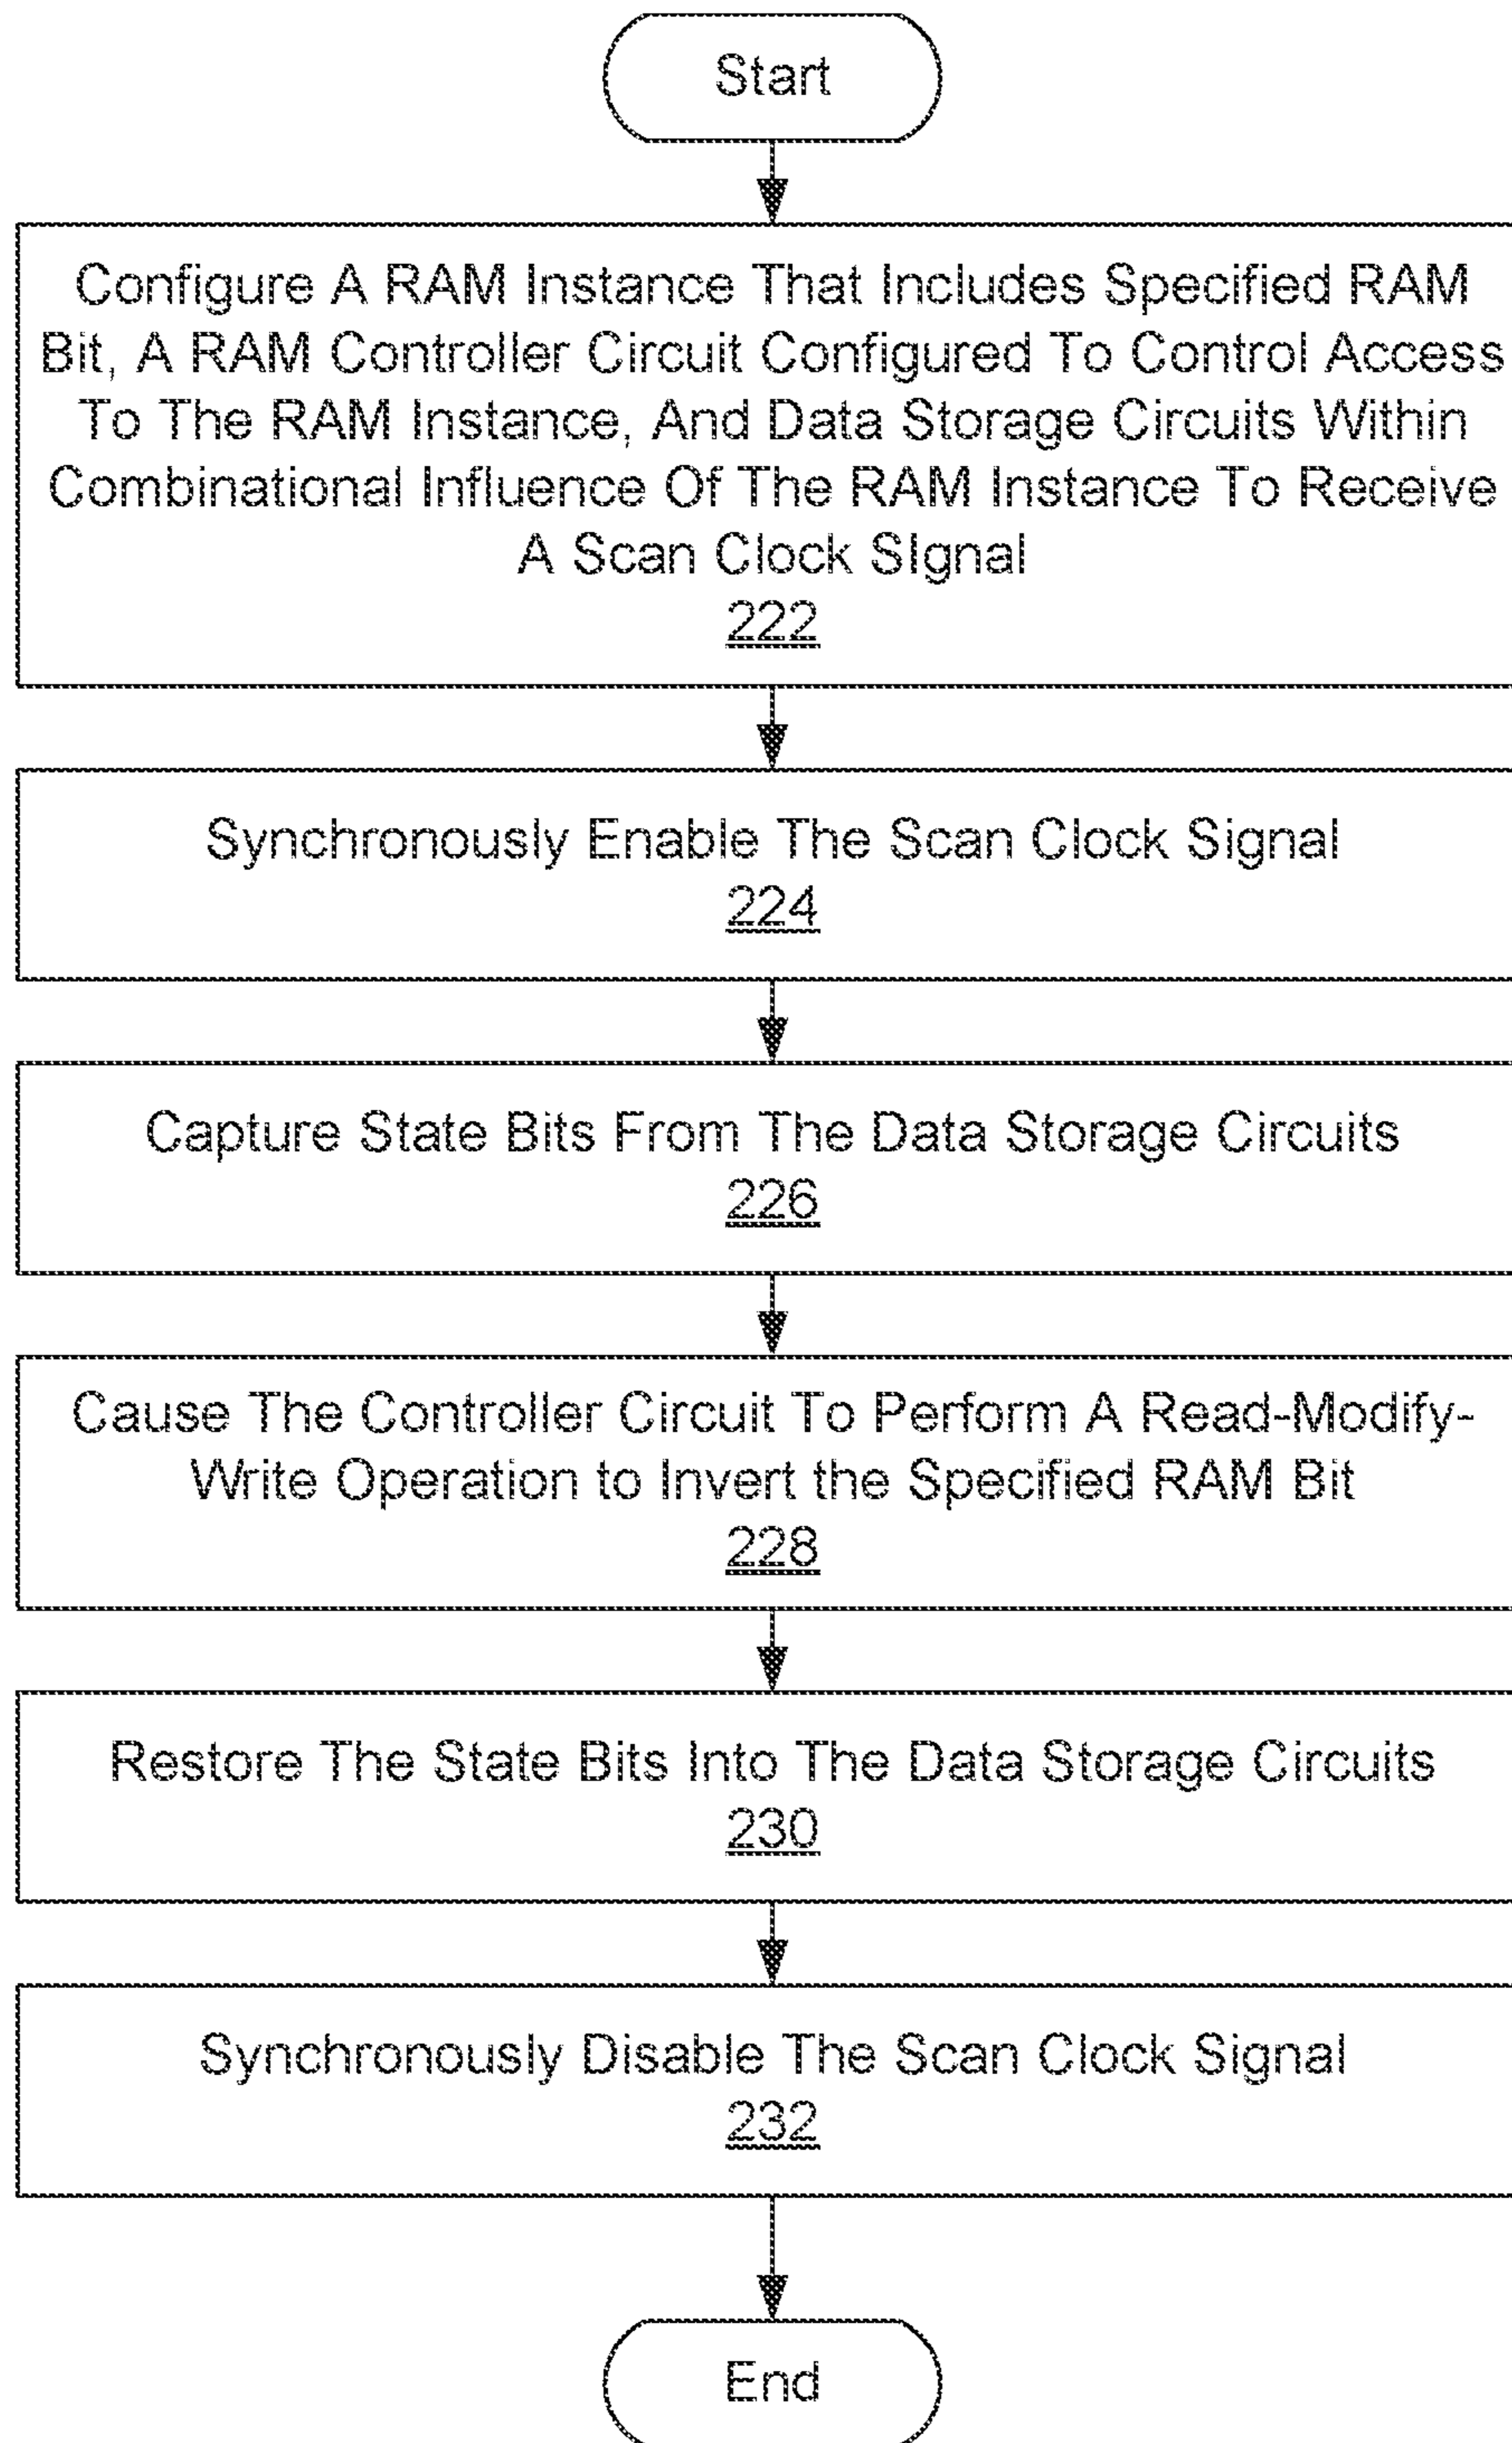 Start
Configure A RAM Instance That Includes Specified RAM
Bit, A RAM Controller Circuit Configured To Control Access
To The RAM Instance, And Data Storage Circuits Within
Combinational Influence Of The RAM Instance To Receive
A Scan Clock SIgnal
222
Synchronously Enable The Scan Clock Signal
224
Capture State Bits From The Data Storage Circuits
226
Cause The Controller Circuit To Perform A Read-Modify-
Write Operation to Invert the Specified RAM Bit
228
Restore The State Bits Into The Data Storage Circuits
230
Synchronously Disable The Scan Clock Signal
232
End